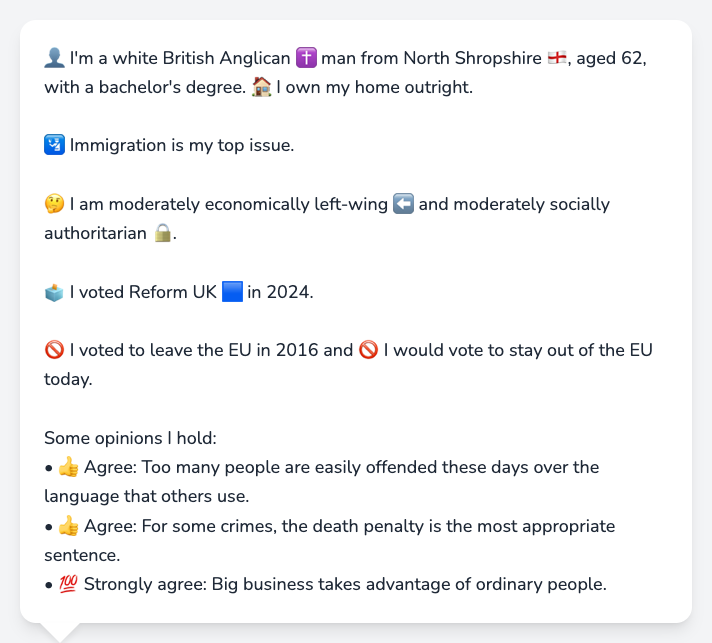 👤 I'm a white British Anglican ✝️ man from North Shropshire 🏴󠁧󠁢󠁥󠁮󠁧󠁿, aged 62,
with a bachelor's degree. 🏠 I own my home outright.
🛂 Immigration is my top issue.
🤔 I am moderately economically left-wing ⬅️ and moderately socially
authoritarian 🔒.
🗳️ I voted Reform UK 🟦 in 2024.
🚫 I voted to leave the EU in 2016 and 🚫 I would vote to stay out of the EU
today.
Some opinions I hold:
• 👍 Agree: Too many people are easily offended these days over the
language that others use.
• 👍 Agree: For some crimes, the death penalty is the most appropriate
sentence.
• 💯 Strongly agree: Big business takes advantage of ordinary people.